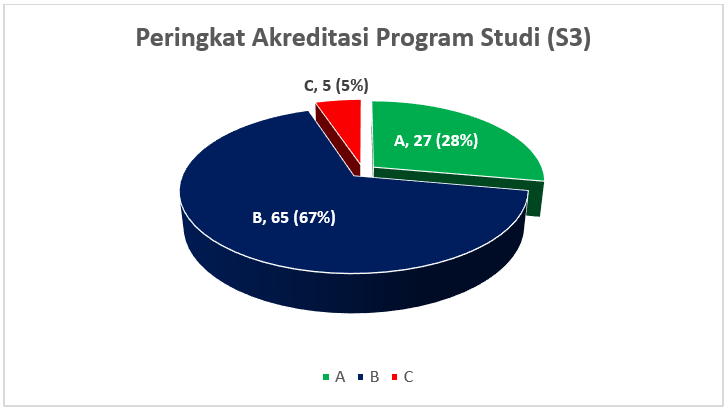 Peringkat Akreditasi Program Studi (S3)
C, 5 (5%)
A, 27 (28%)
B, 65 (67%)
A B C